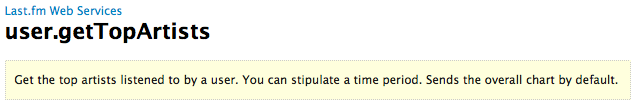 Last.fm Web Services
user.getTopArtists
Get the top artists listened to by a user. You can stipulate a time period. Sends the overall chart by default.